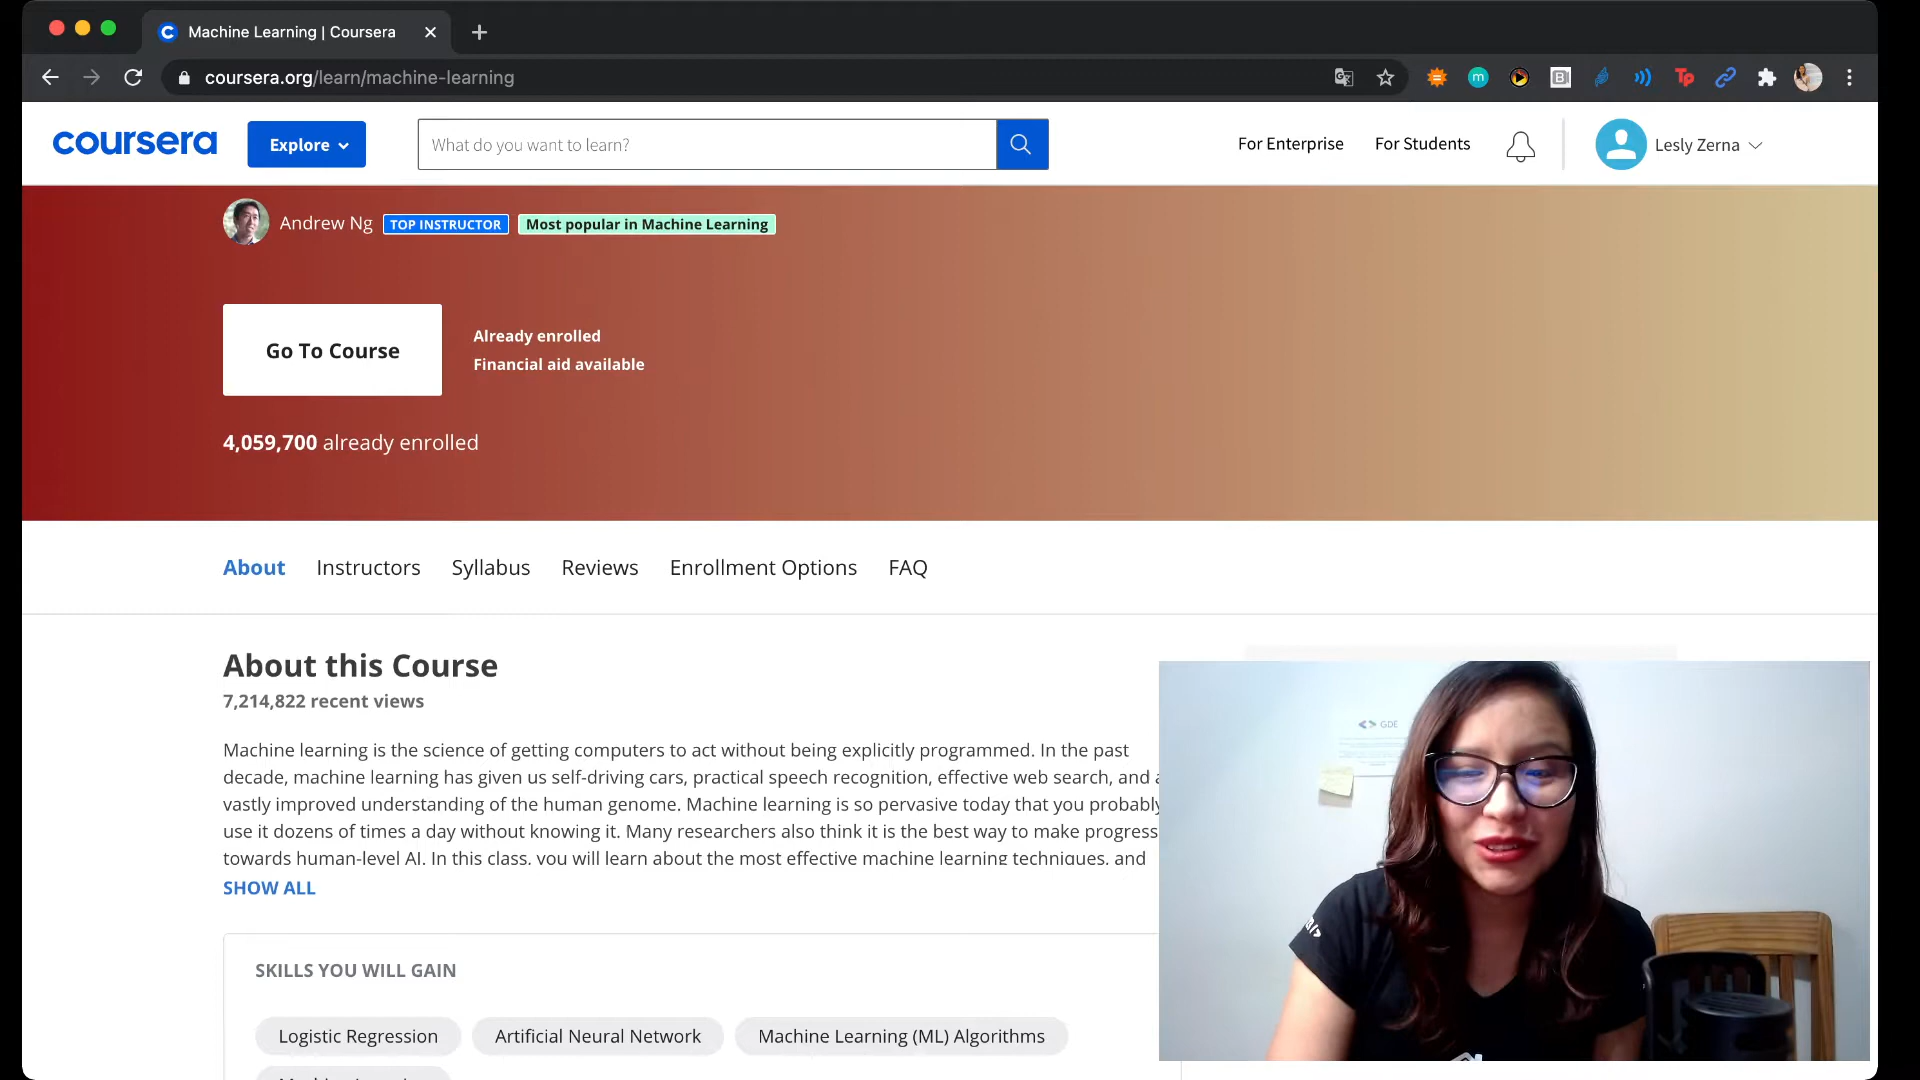 Machine Learning | Coursera
coursera.org/learn/machine-learning
coursera
Explore
What do you want to learn?
For Enterprise
For Students
Lesly Zerna
Andrew Ng
TOP INSTRUCTOR
Most popular in Machine Learning
Go To Course
Already enrolled
Financial aid available
4,059,700 already enrolled
About
Instructors
Syllabus
Reviews
Enrollment Options
FAQ
About this Course
7,214,822 recent views
Machine learning is the science of getting computers to act without being explicitly programmed. In the past
decade, machine learning has given us self-driving cars, practical speech recognition, effective web search, and a
vastly improved understanding of the human genome. Machine learning is so pervasive today that you probably
use it dozens of times a day without knowing it. Many researchers also think it is the best way to make progress
towards human-level AI. In this class, you will learn about the most effective machine learning techniques, and
SHOW ALL
<> GDE
SKILLS YOU WILL GAIN
Logistic Regression
Artificial Neural Network
Machine Learning (ML) Algorithms